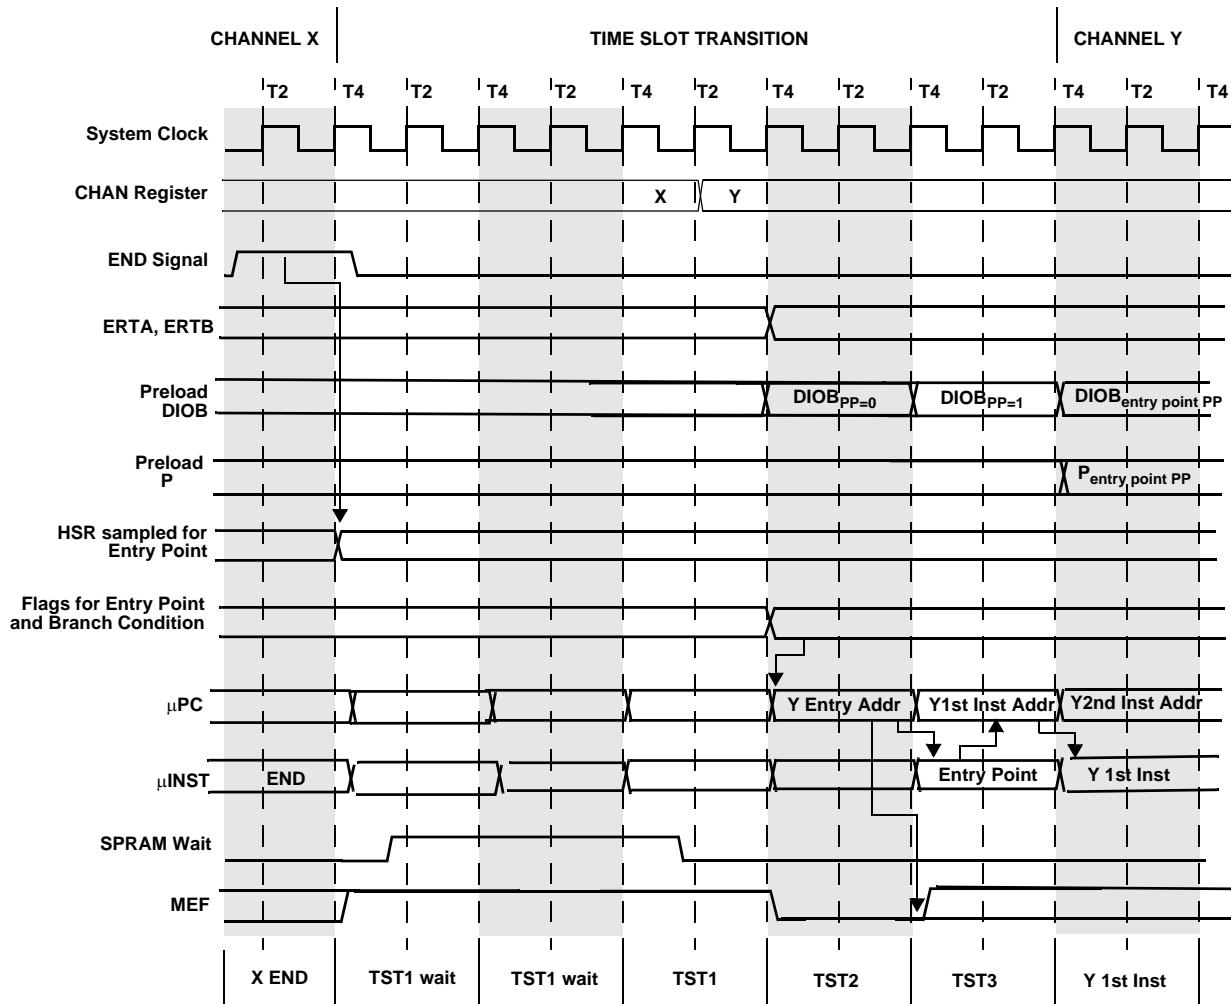 CHANNEL X TIME SLOT TRANSITION CHANNEL Y
T2 T4 T2 T4 T2 T4 T2 T4 T2 T4 T2 T4 T2 T4
System Clock
CHAN Register X Y
END Signal
ERTA, ERTB
Preload
DIOB DIOBPP=0 DIOBPP=1 DIOBentry point PP
Preload
P Pentry point PP
HSR sampled for
Entry Point
Flags for Entry Point
and Branch Condition
μPC Y Entry Addr Y1st Inst Addr Y2nd Inst Addr
μINST END Entry Point Y 1st Inst
SPRAM Wait
MEF
X END TST1 wait TST1 wait TST1 TST2 TST3 Y 1st Inst